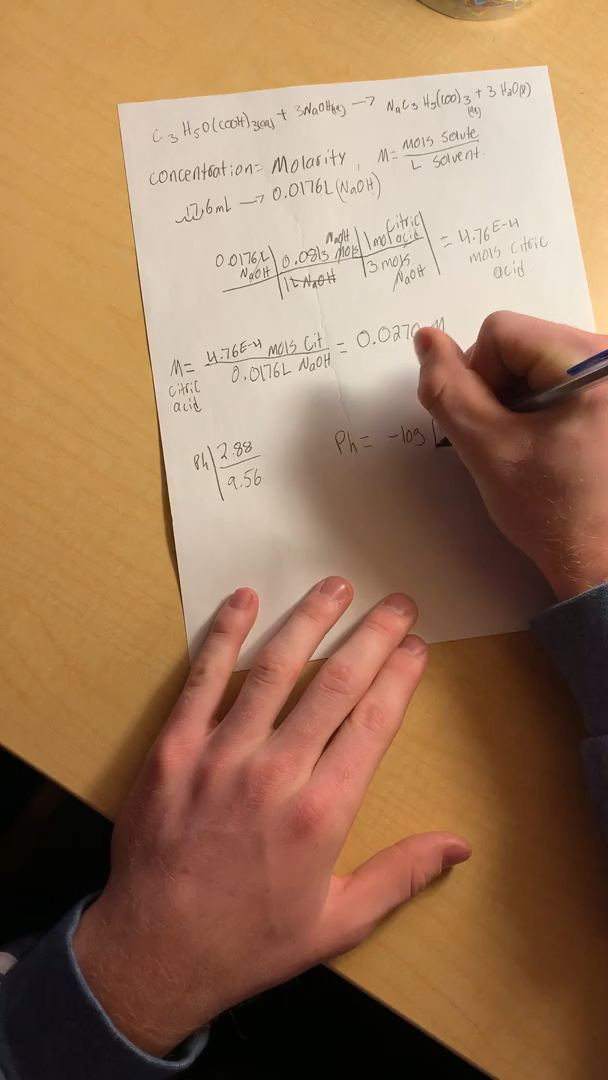 C3H5O(COOH)3(aq) + 3NaOH(aq) → NaC3H5(COO)3(aq) + 3H2O(l)
concentration = Molarity, M = mols solute / L solvent.
17.6mL → 0.0176L (NaOH)
0.0176L NaOH | 0.0813 mols NaOH / 1L NaOH | 1mol citric acid / 3 mols NaOH | = 4.76E-4 mols citric acid
M citric acid = 4.76E-4 mols cit / 0.0176L NaOH = 0.0270 M
Ph | 2.88 / 9.56
Ph = -log [